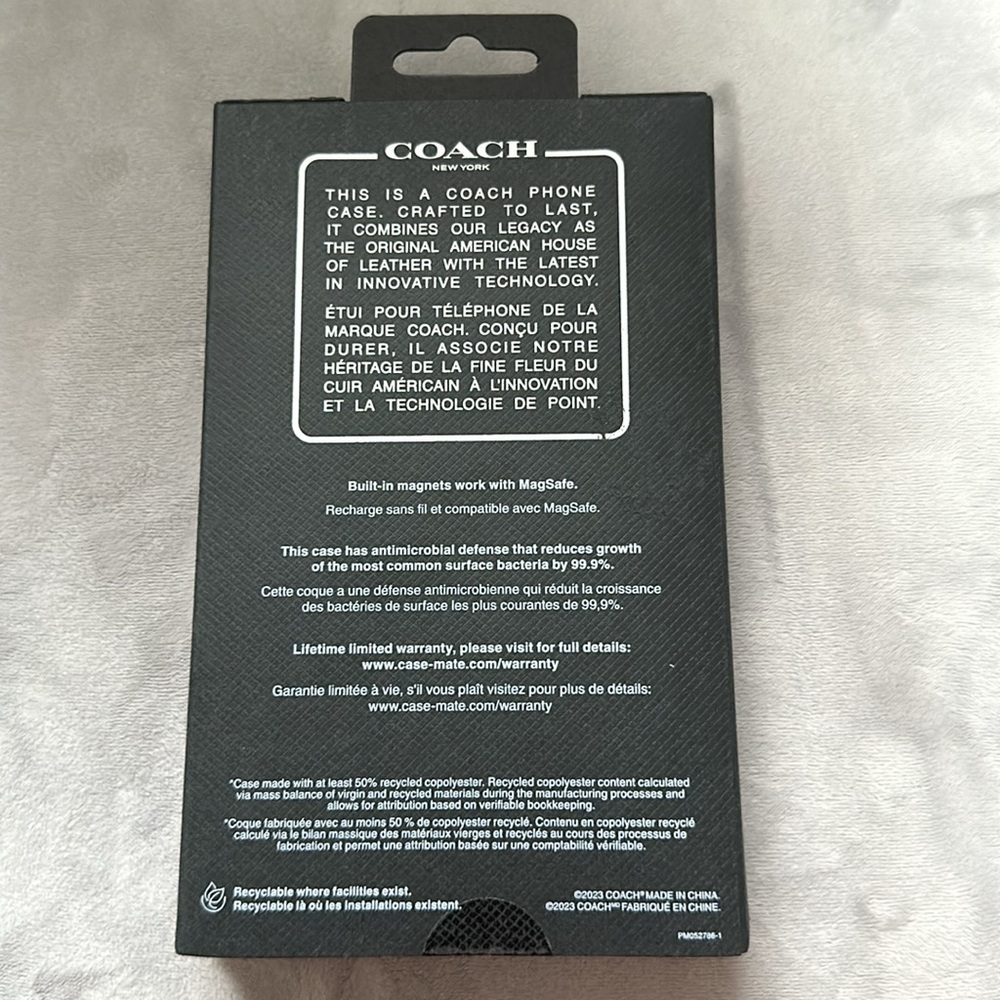 COACH
NEW YORK
THIS IS A COACH PHONE
CASE. CRAFTED TO LAST,
IT COMBINES OUR LEGACY AS
THE ORIGINAL AMERICAN HOUSE
OF LEATHER WITH THE LATEST
IN INNOVATIVE TECHNOLOGY.
ÉTUI POUR TÉLÉPHONE DE LA
MARQUE COACH. CONÇU POUR
DURER, IL ASSOCIE NOTRE
HÉRITAGE DE LA FINE FLEUR DU
CUIR AMÉRICAIN À L'INNOVATION
ET LA TECHNOLOGIE DE POINT.
Built-in magnets work with MagSafe.
Recharge sans fil et compatible avec MagSafe.
This case has antimicrobial defense that reduces growth
of the most common surface bacteria by 99.9%.
Cette coque a une défense antimicrobienne qui réduit la croissance
des bactéries de surface les plus courantes de 99,9%.
Lifetime limited warranty, please visit for full details:
www.case-mate.com/warranty
Garantie limitée à vie, s'il vous plaît visitez pour plus de détails:
www.case-mate.com/warranty
*Case made with at least 50% recycled copolyester. Recycled copolyester content calculated
via mass balance of virgin and recycled materials during the manufacturing processes and
allows for attribution based on verifiable bookkeeping.
*Coque fabriquée avec au moins 50 % de copolyester recyclé. Contenu en copolyester recyclé
calculé via le bilan massique des matériaux vierges et recyclés au cours des processus de
fabrication et permet une attribution basée sur une comptabilité vérifiable.
Recyclable where facilities exist.
Recyclable là où les installations existent.
©2023 COACH® MADE IN CHINA.
©2023 COACH MD FABRIQUÉ EN CHINE.
PM052786-1